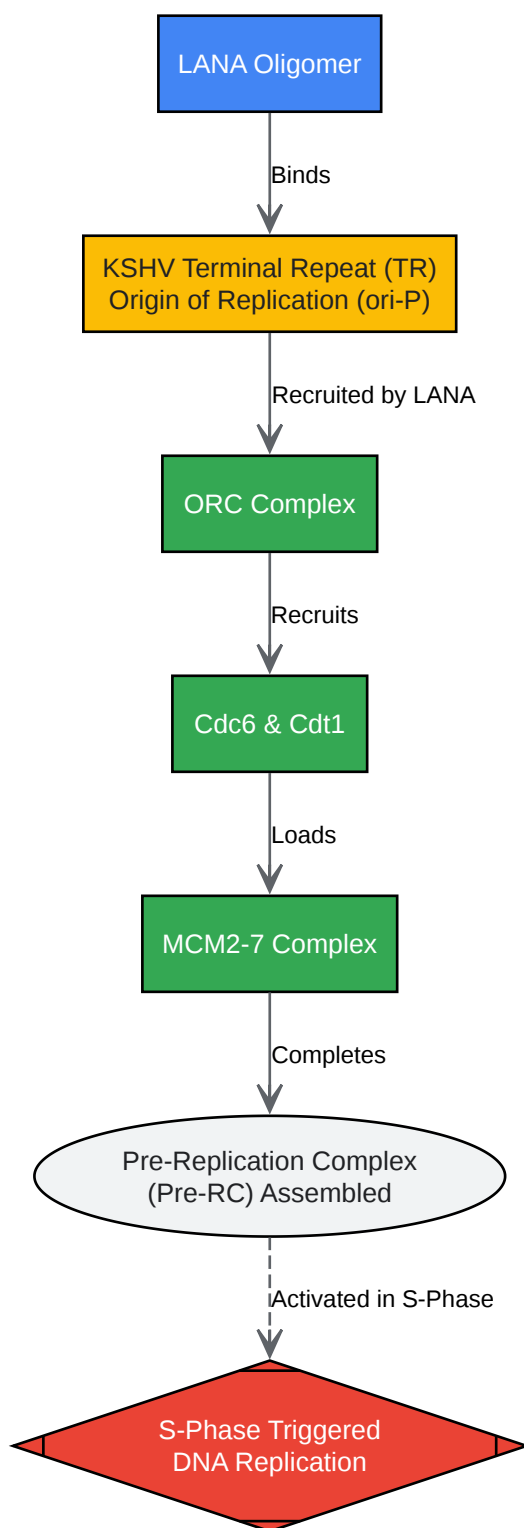 LANA Oligomer
Binds
KSHV Terminal Repeat (TR)
Origin of Replication (ori-P)
Recruited by LANA
ORC Complex
Recruits
Cdc6 & Cdt1
Loads
MCM2-7 Complex
Completes
Pre-Replication Complex
(Pre-RC) Assembled
Activated in S-Phase
S-Phase Triggered
DNA Replication